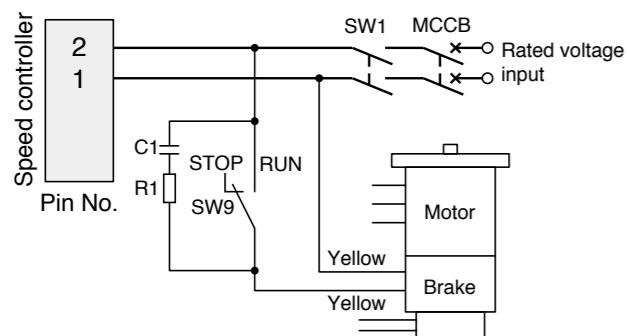 SW1 MCCB
2
1
Rated voltage
input
Speed controller
C1
STOP RUN
R1
SW9
Pin No.
Motor
Yellow
Brake
Yellow